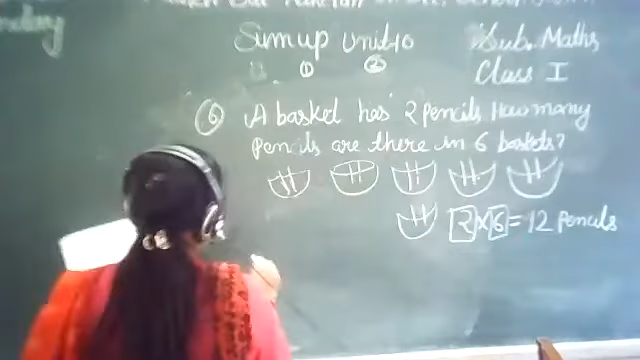 Sum up Unit 10
Sub. Maths
① ②
Class I
⑥ A basket has 2 pencils How many
pencils are there in 6 baskets?
2 x 6 = 12 pencils